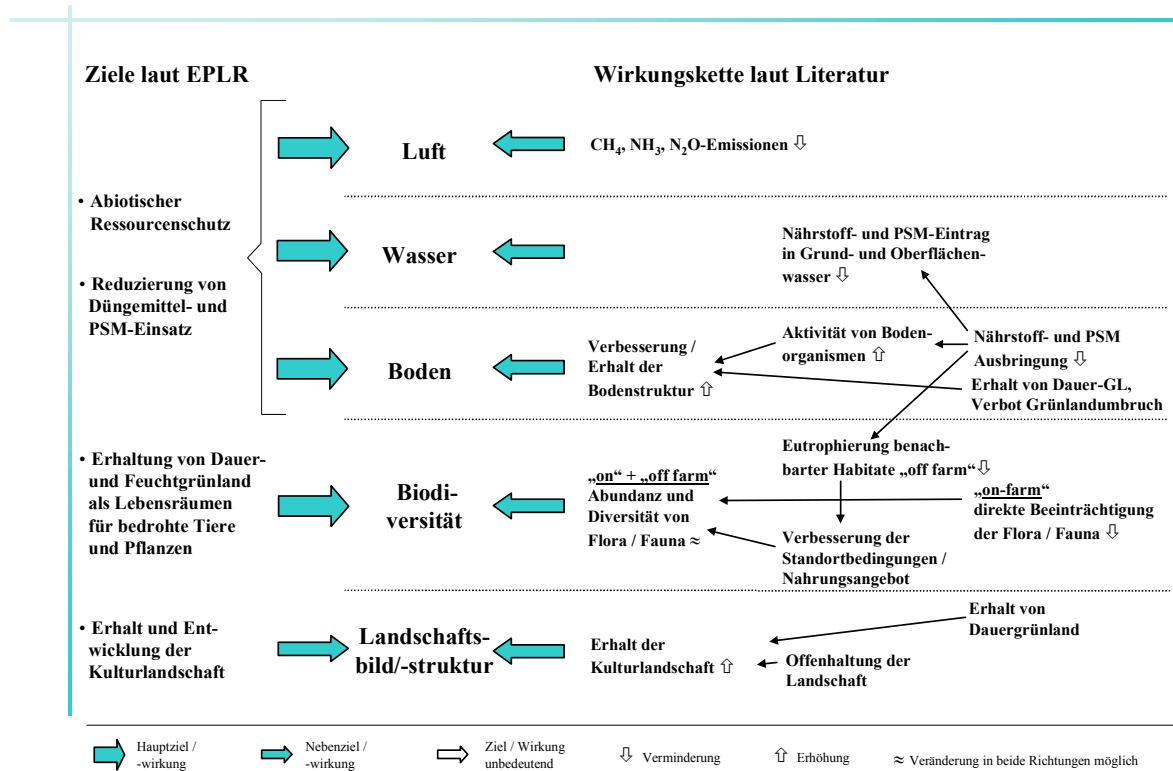 Ziele laut EPLR
Wirkungskette laut Literatur
• Abiotischer
Ressourcenschutz
• Reduzierung von
Düngemittel- und
PSM-Einsatz
Luft
CH₄, NH₃, N₂O-Emissionen ⇩
Wasser
Nährstoff- und PSM-Eintrag
in Grund- und Oberflächen-
wasser ⇩
Boden
Verbesserung /
Erhalt der
Bodenstruktur ⇧
Aktivität von Boden-
organismen ⇧
Nährstoff- und PSM
Ausbringung ⇩
Erhalt von Dauer-GL,
Verbot Grünlandumbruch
• Erhaltung von Dauer-
und Feuchtgrünland
als Lebensräumen
für bedrohte Tiere
und Pflanzen
Biodi-
versität
„on“ + „off farm“
Abundanz und
Diversität von
Flora / Fauna ≈
Eutrophierung benach-
barter Habitate „off farm“ ⇩
Verbesserung der
Standortbedingungen /
Nahrungsangebot
„on-farm“
direkte Beeinträchtigung
der Flora / Fauna ⇩
• Erhalt und Ent-
wicklung der
Kulturlandschaft
Landschafts-
bild/-struktur
Erhalt der
Kulturlandschaft ⇧
Offenhaltung der
Landschaft
Erhalt von
Dauergrünland
Hauptziel /
-wirkung
Nebenziel /
-wirkung
Ziel / Wirkung
unbedeutend
⇩ Verminderung
⇧ Erhöhung
≈ Veränderung in beide Richtungen möglich